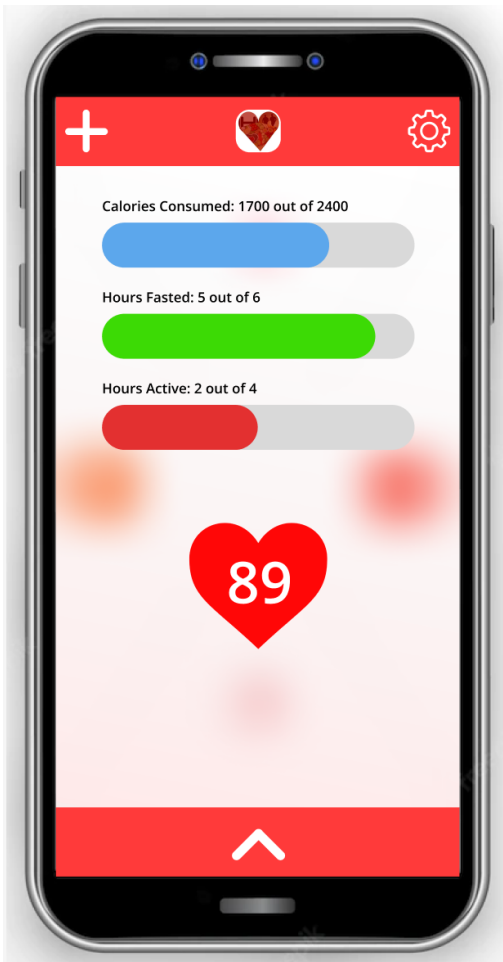 Calories Consumed: 1700 out of 2400
Hours Fasted: 5 out of 6
Hours Active: 2 out of 4
89